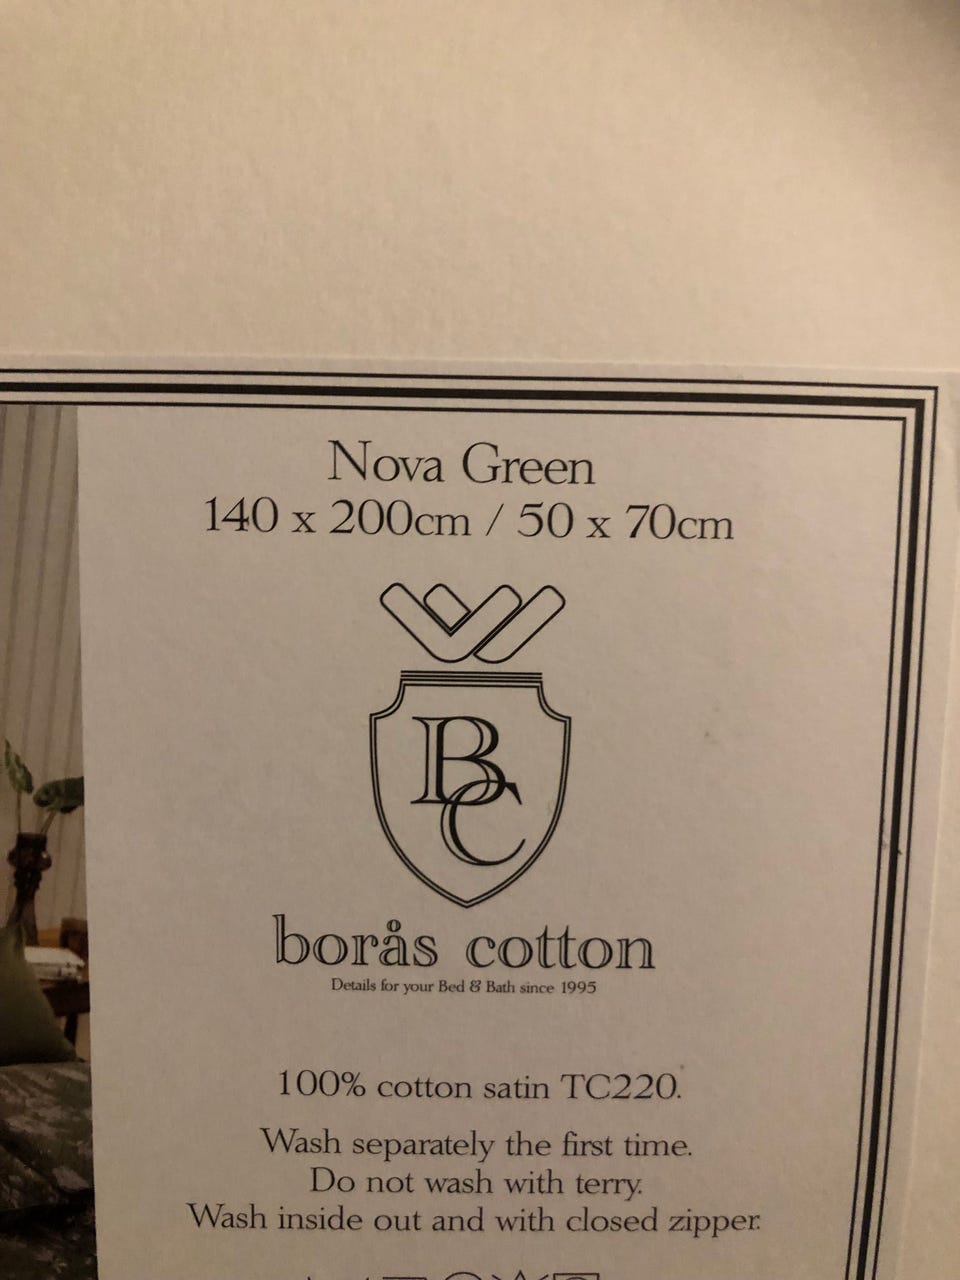 Nova Green
140 x 200cm / 50 x 70cm
BC
borås cotton
Details for your Bed & Bath since 1995
100% cotton satin TC220.
Wash separately the first time.
Do not wash with terry.
Wash inside out and with closed zipper.